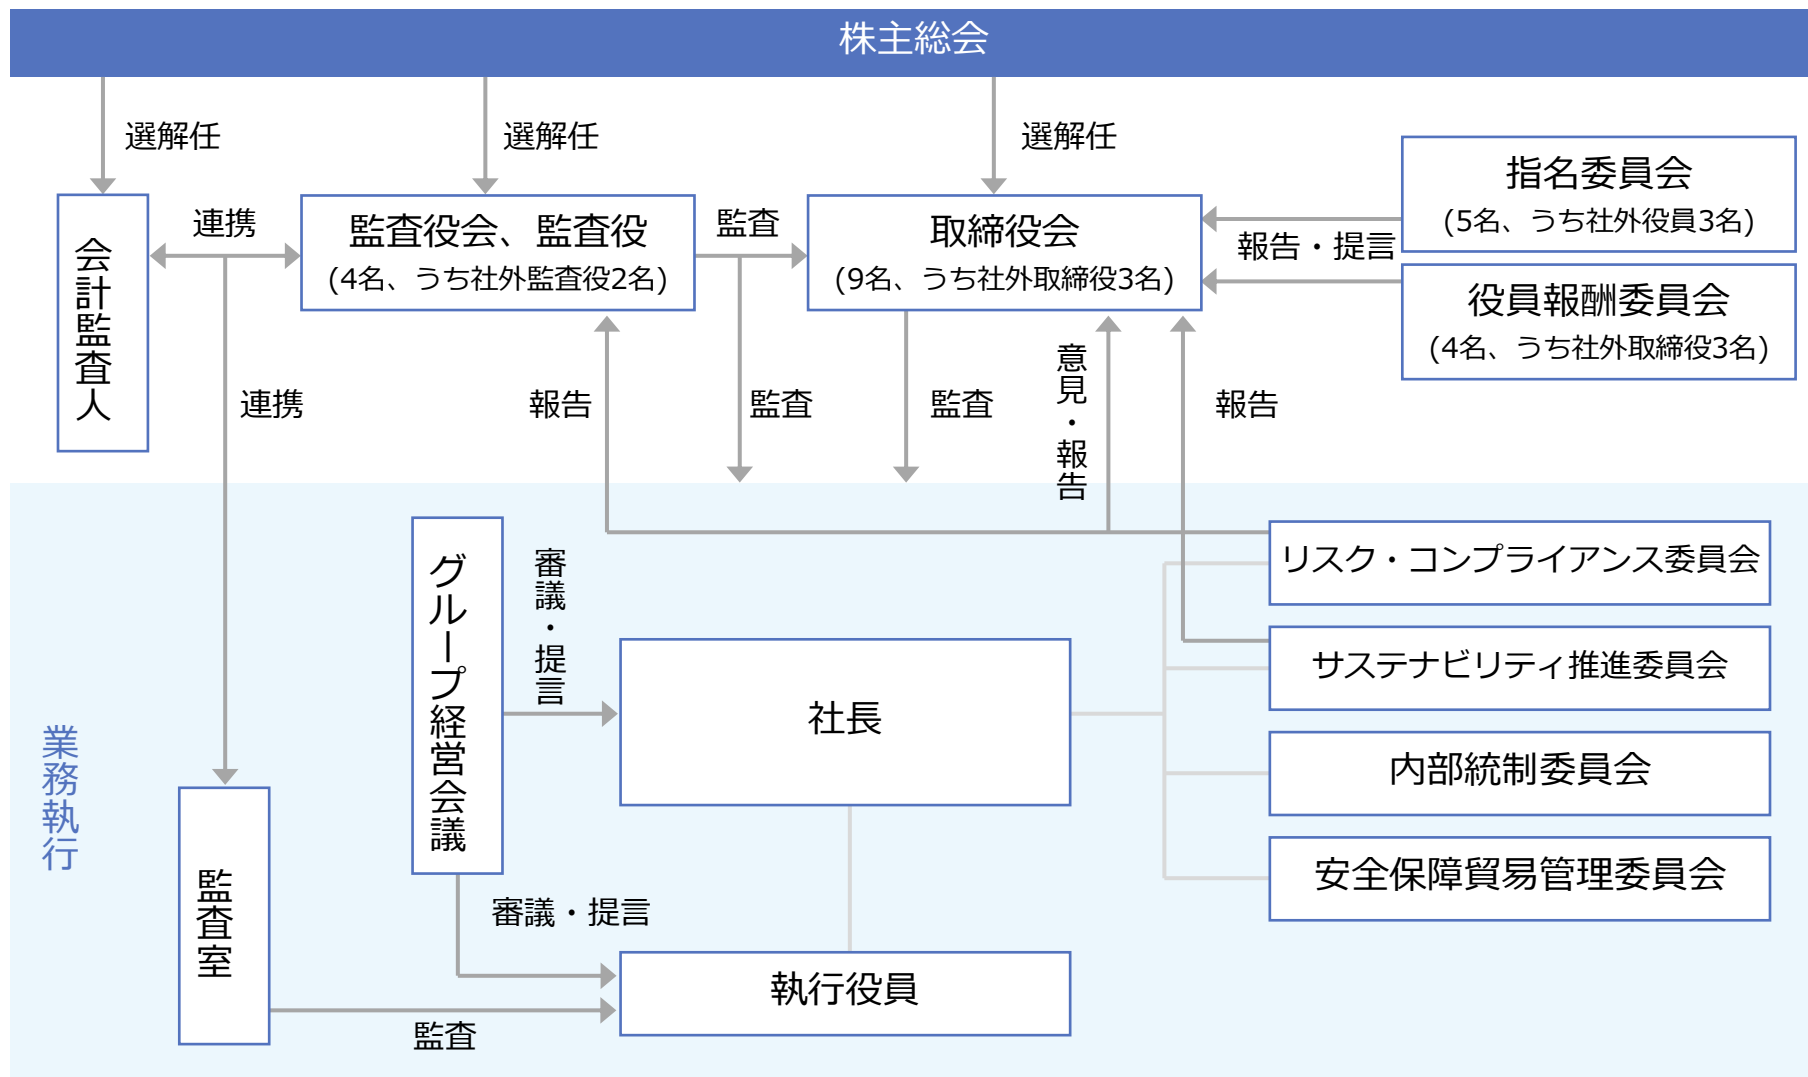 株主総会
選解任
選解任
選解任
指名委員会
(5名、うち社外役員3名)
連携
監査役会、監査役
(4名、うち社外監査役2名)
監査
取締役会
(9名、うち社外取締役3名)
報告・提言
役員報酬委員会
(4名、うち社外取締役3名)
会計監査人
連携
報告
監査
監査
意見・報告
報告
グループ経営会議
審議・提言
リスク・コンプライアンス委員会
サステナビリティ推進委員会
社長
内部統制委員会
安全保障貿易管理委員会
業務執行
監査室
審議・提言
執行役員
監査